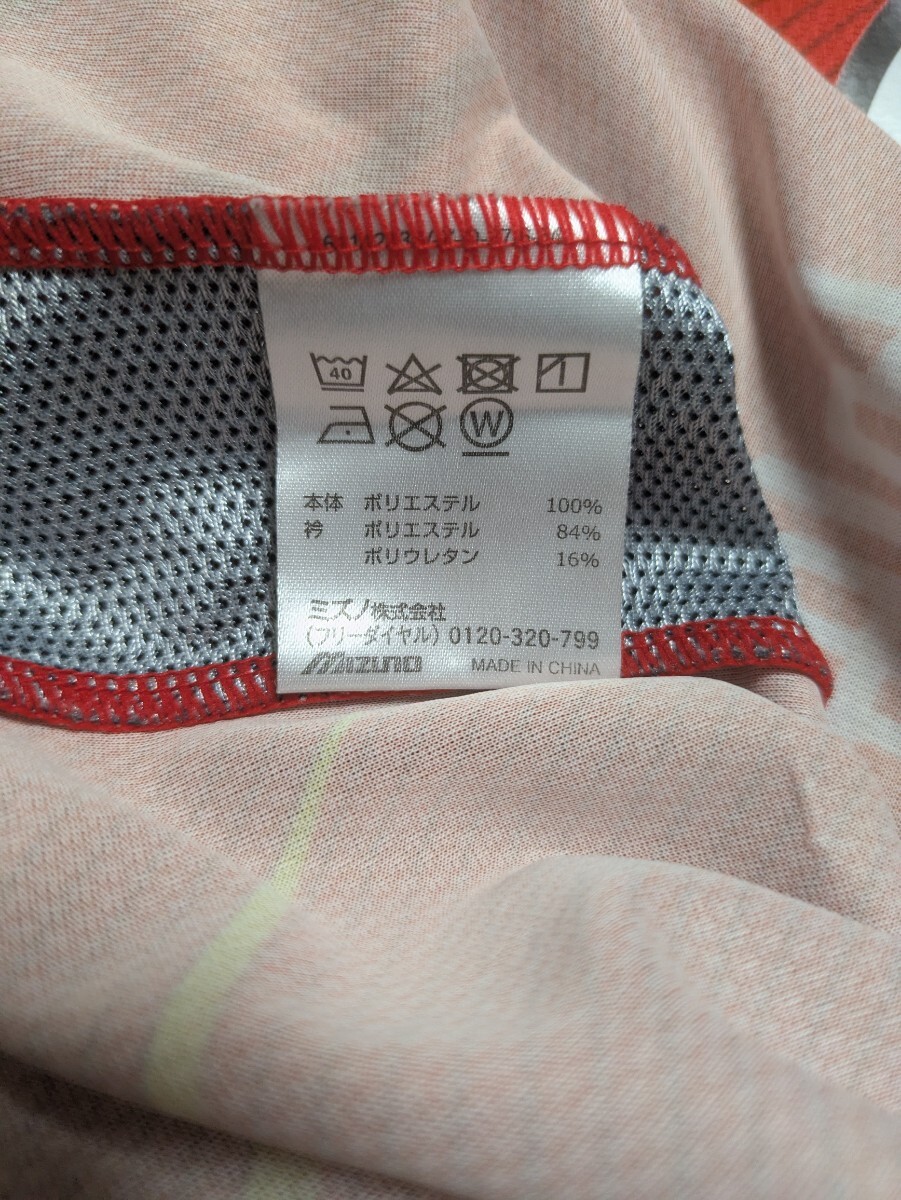 40
W
本体 ポリエステル 100%
衿 ポリエステル 84%
ポリウレタン 16%
ミズノ株式会社
(フリーダイヤル) 0120-320-799
Mizuno MADE IN CHINA